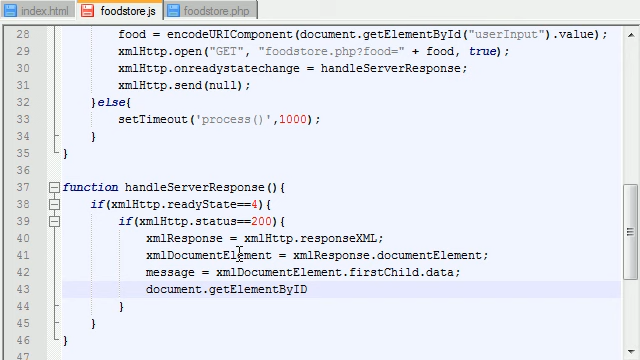 index.html foodstore.js foodstore.php
28 food = encodeURIComponent(document.getElementById("userInput").value);
29 xmlHttp.open("GET", "foodstore.php?food=" + food, true);
30 xmlHttp.onreadystatechange = handleServerResponse;
31 xmlHttp.send(null);
32 }else{
33 setTimeout('process()',1000);
34 }
35 }
36
37 function handleServerResponse(){
38 if(xmlHttp.readyState==4){
39 if(xmlHttp.status==200){
40 xmlResponse = xmlHttp.responseXML;
41 xmlDocumentElement = xmlResponse.documentElement;
42 message = xmlDocumentElement.firstChild.data;
43 document.getElementByID
44 }
45 }
46 }
47